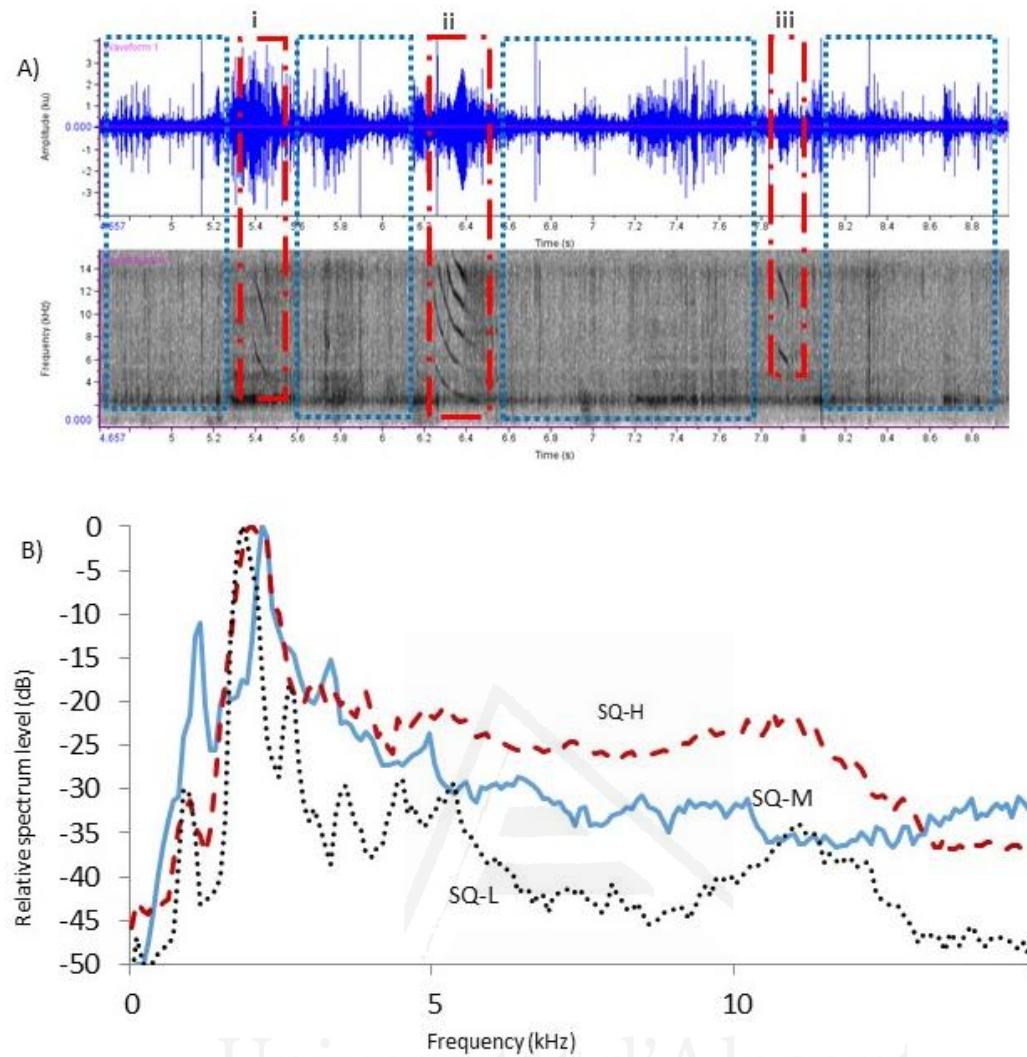 i ii iii
A)
Waveform 1
Amplitude (ku)
3
2
1
0.000
-1
-2
-3
4.657 5 5.2 5.4 5.6 5.8 6 6.2 6.4 6.6 6.8 7 7.2 7.4 7.6 7.8 8 8.2 8.4 8.6 8.8
Time (s)
Frequency (kHz)
14
12
10
8
6
4
0.000
4.657 5 5.2 5.4 5.6 5.8 6 6.2 6.4 6.6 6.8 7 7.2 7.4 7.6 7.8 8 8.2 8.4 8.6 8.8
Time (s)
B)
Relative spectrum level (dB)
0
-5
-10
-15
-20
-25
-30
-35
-40
-45
-50
SQ-H
SQ-M
SQ-L
0 5 10
Frequency (kHz)